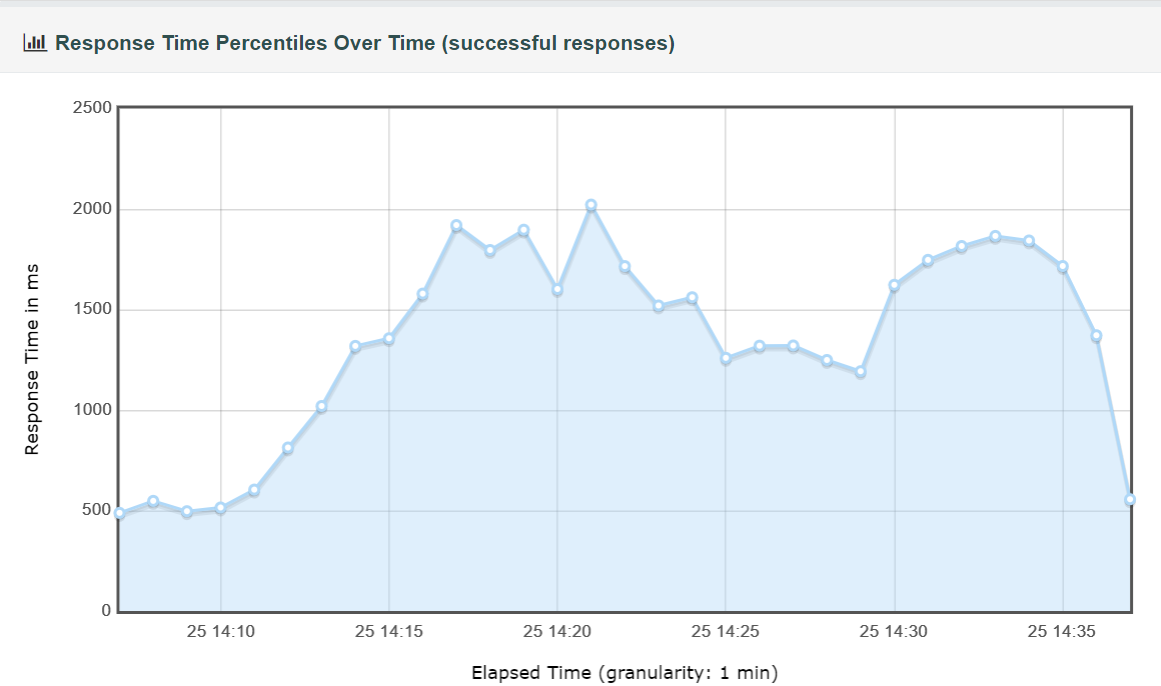 Response Time Percentiles Over Time (successful responses)
2500
2000
1500
1000
500
0
Response Time in ms
25 14:10 25 14:15 25 14:20 25 14:25 25 14:30 25 14:35
Elapsed Time (granularity: 1 min)